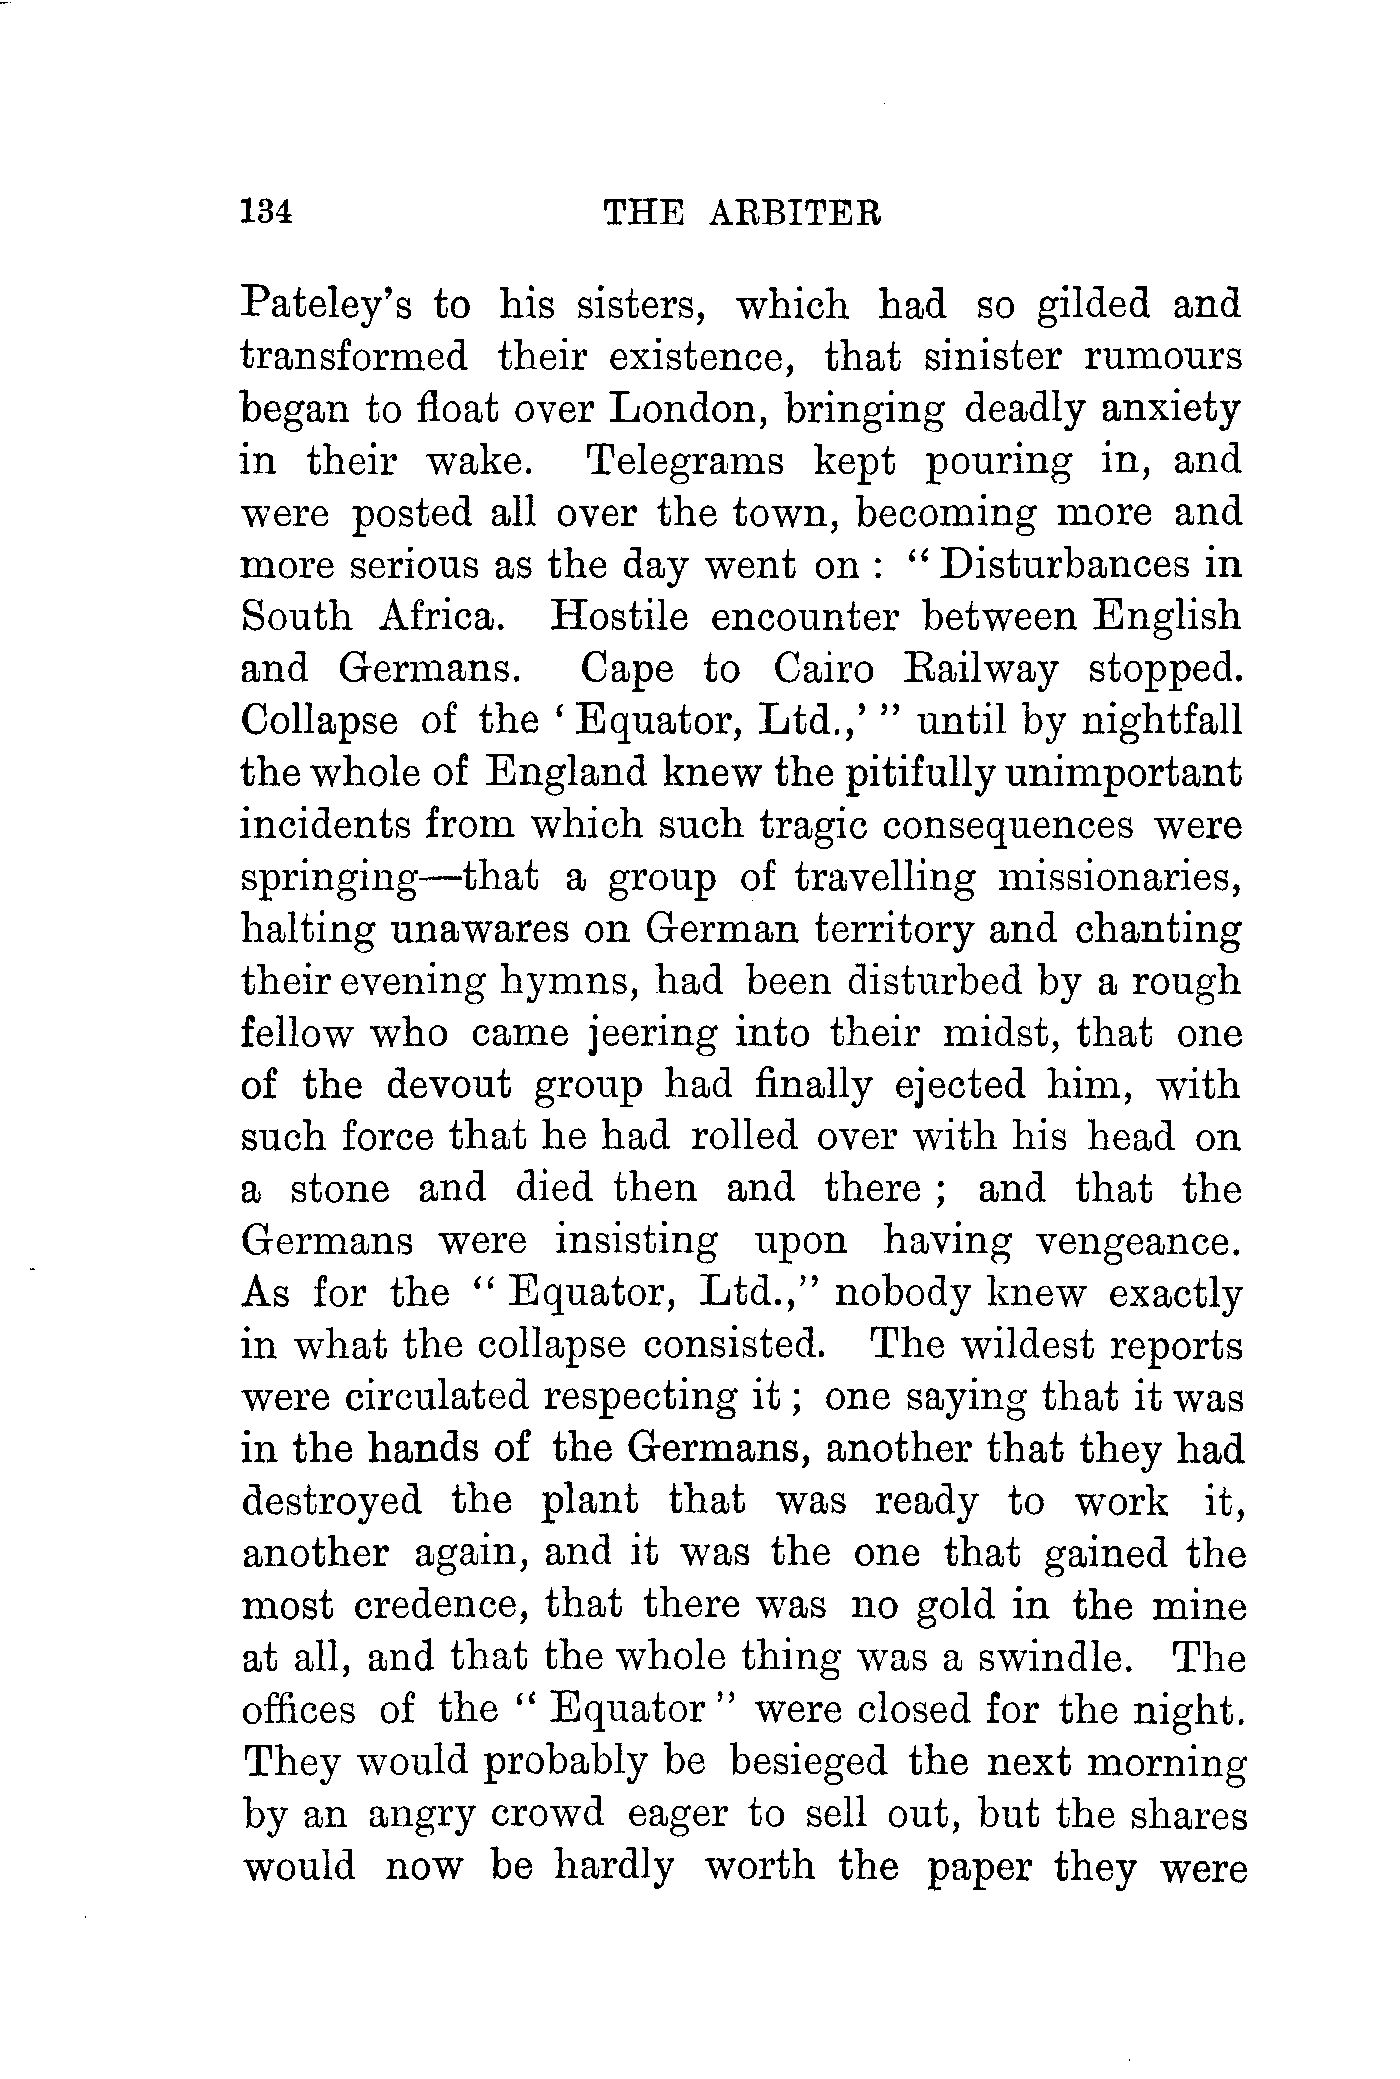 134 THE ARBITER
Pateley's to his sisters, which had so gilded and
transformed their existence, that sinister rumours
began to float over London, bringing deadly anxiety
in their wake. Telegrams kept pouring in, and
were posted all over the town, becoming more and
more serious as the day went on : " Disturbances in
South Africa. Hostile encounter between English
and Germans. Cape to Cairo Railway stopped.
Collapse of the ' Equator, Ltd.,' " until by nightfall
the whole of England knew the pitifully unimportant
incidents from which such tragic consequences were
springing—that a group of travelling missionaries,
halting unawares on German territory and chanting
their evening hymns, had been disturbed by a rough
fellow who came jeering into their midst, that one
of the devout group had finally ejected him, with
such force that he had rolled over with his head on
a stone and died then and there ; and that the
Germans were insisting upon having vengeance.
As for the " Equator, Ltd.," nobody knew exactly
in what the collapse consisted. The wildest reports
were circulated respecting it ; one saying that it was
in the hands of the Germans, another that they had
destroyed the plant that was ready to work it,
another again, and it was the one that gained the
most credence, that there was no gold in the mine
at all, and that the whole thing was a swindle. The
offices of the " Equator " were closed for the night.
They would probably be besieged the next morning
by an angry crowd eager to sell out, but the shares
would now be hardly worth the paper they were